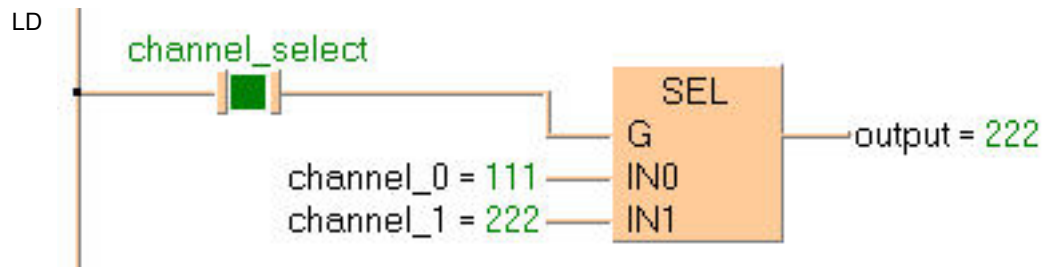 LD
channel_select
SEL
G
output = 222
channel_0 = 111
IN0
channel_1 = 222
IN1